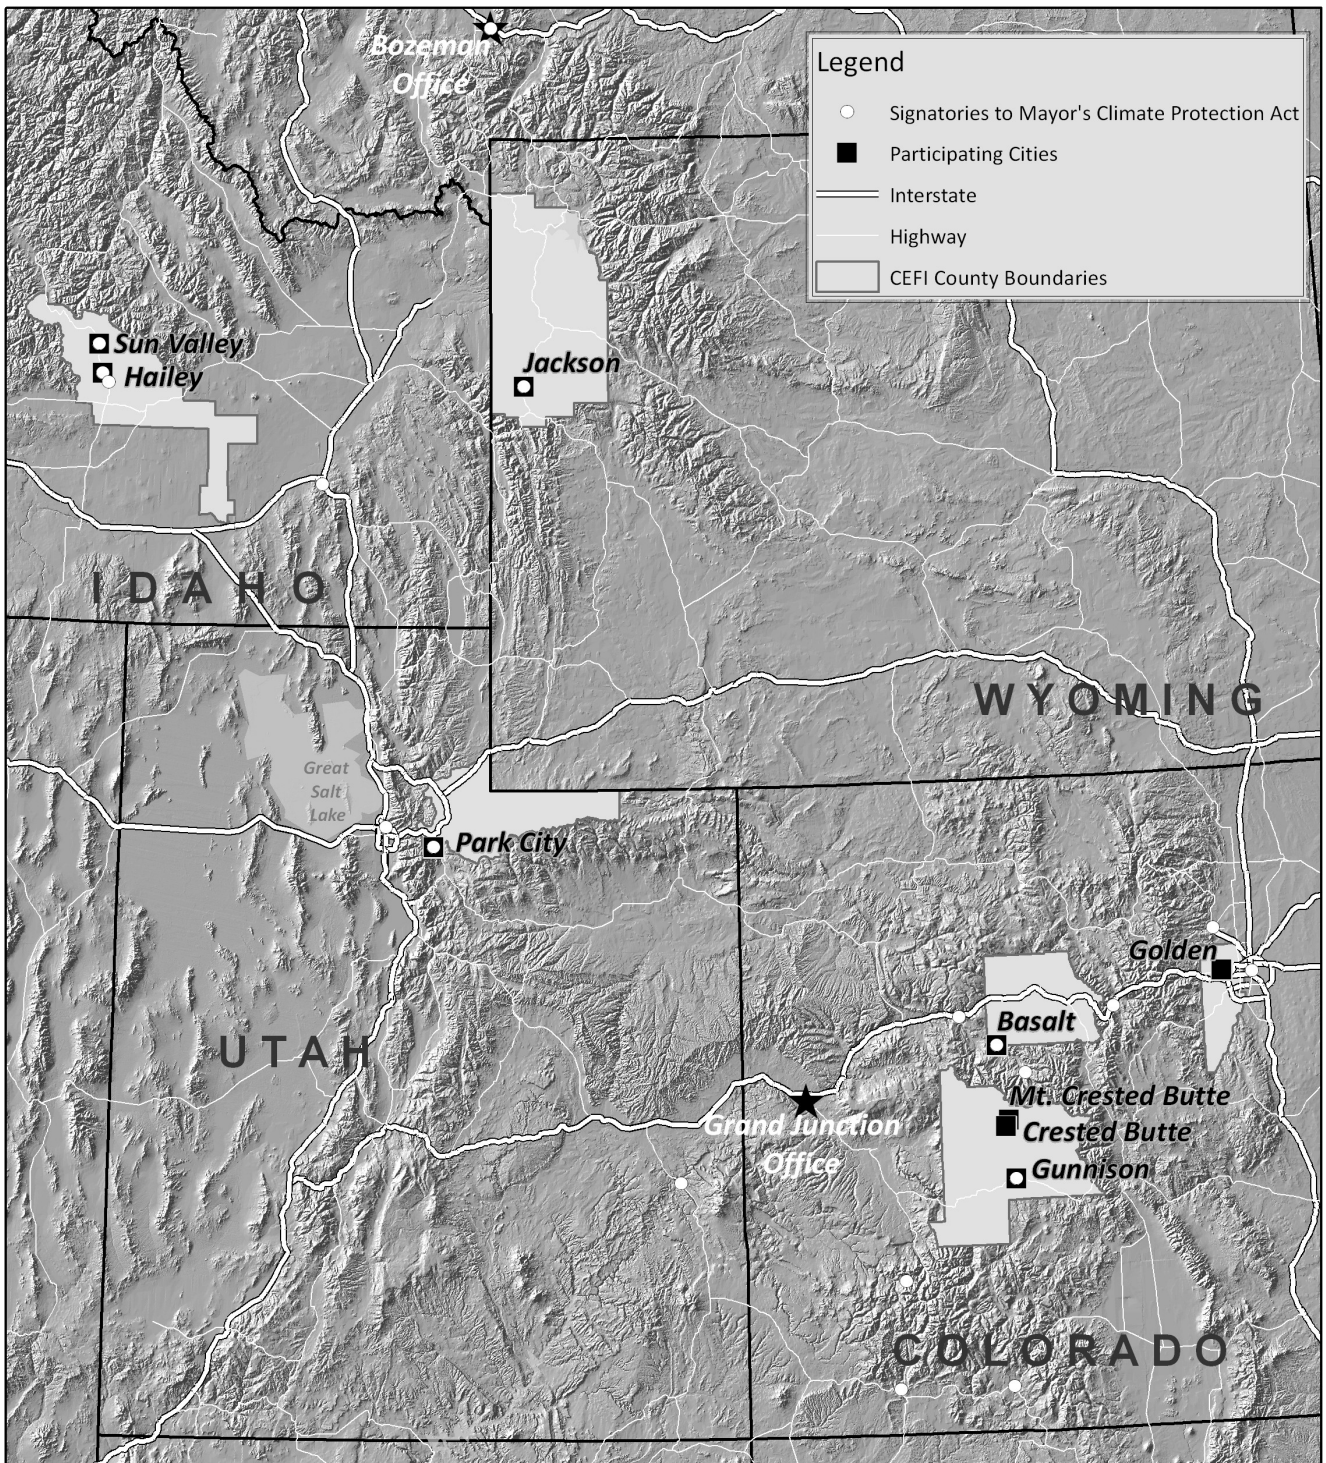 Bozeman
Office
Legend
Signatories to Mayor's Climate Protection Act
Participating Cities
Interstate
Highway
CEFI County Boundaries
Sun Valley
Hailey
Jackson
IDAHO
WYOMING
Great
Salt
Lake
Park City
Golden
UTAH
Basalt
Mt. Crested Butte
Crested Butte
Grand Junction
Office
Gunnison
COLORADO